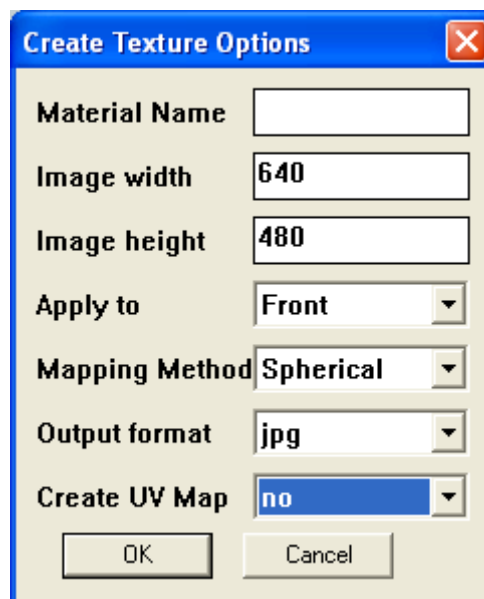 Create Texture Options
Material Name
Image width 640
Image height 480
Apply to Front
Mapping Method Spherical
Output format jpg
Create UV Map no
OK Cancel